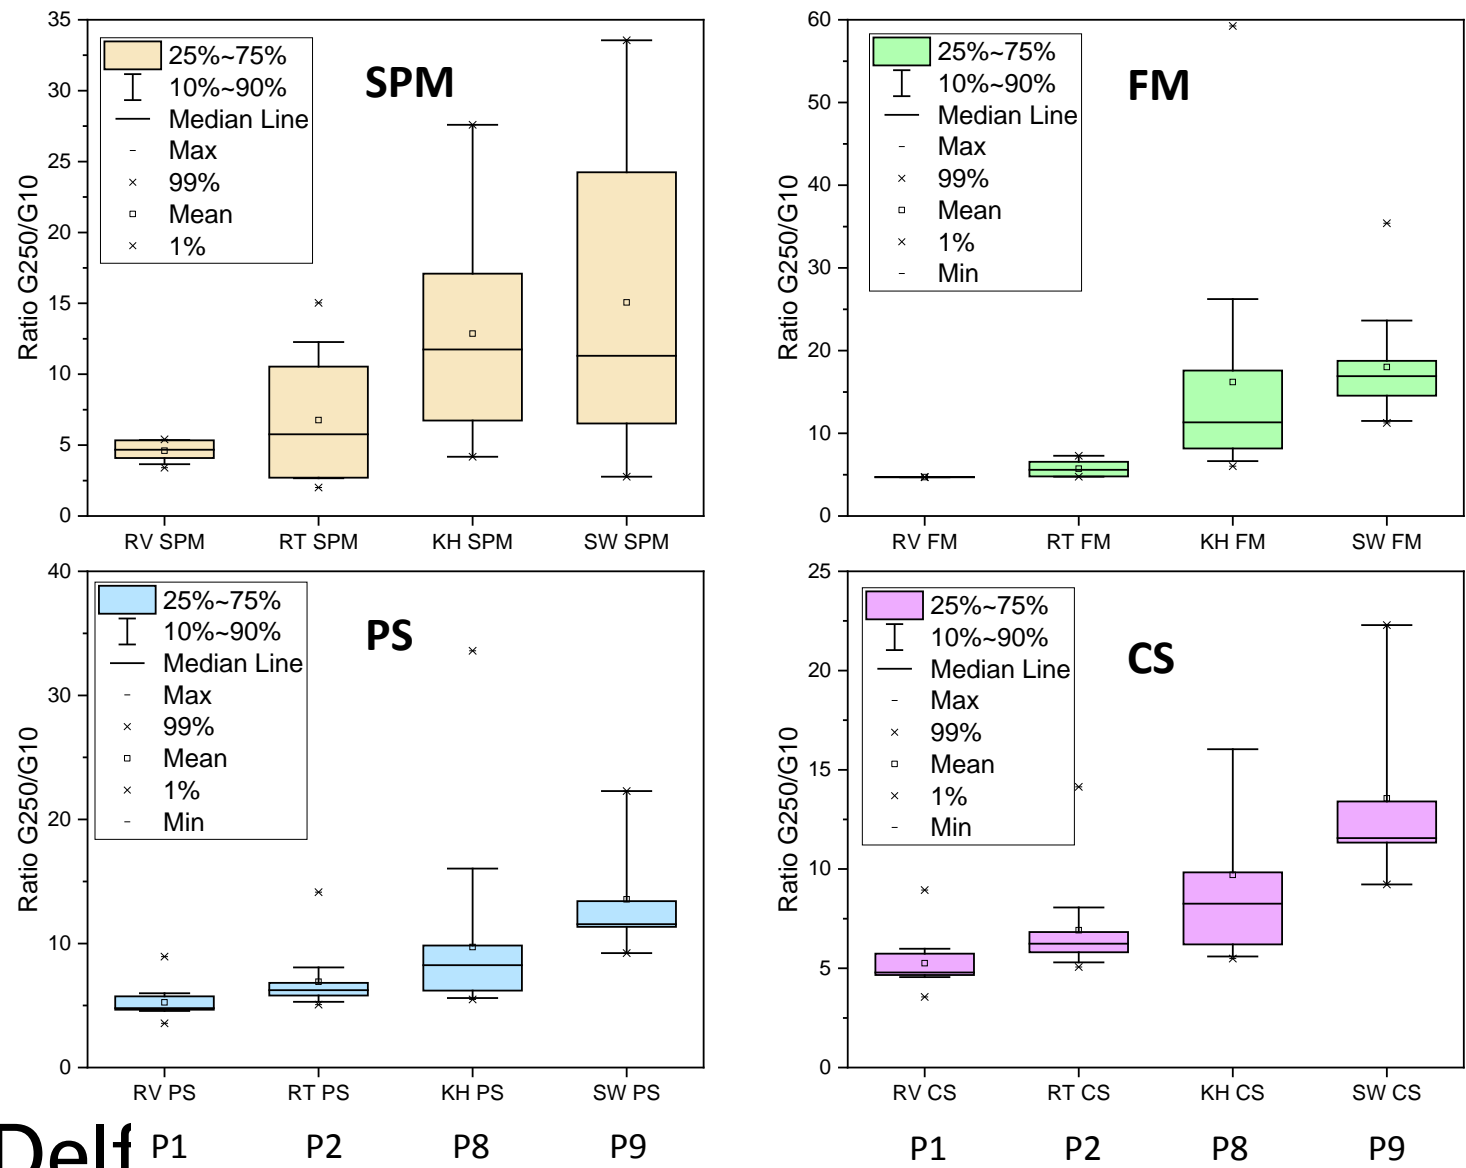 35
30
25
20
15
10
5
0
Ratio G250/G10
25%~75%
10%~90%
Median Line
Max
99%
Mean
1%
SPM
RV SPM
RT SPM
KH SPM
SW SPM
60
50
40
30
20
10
0
Ratio G250/G10
25%~75%
10%~90%
Median Line
Max
99%
Mean
1%
Min
FM
RV FM
RT FM
KH FM
SW FM
40
30
20
10
0
Ratio G250/G10
25%~75%
10%~90%
Median Line
Max
99%
Mean
1%
Min
PS
RV PS
RT PS
KH PS
SW PS
25
20
15
10
5
0
Ratio G250/G10
25%~75%
10%~90%
Median Line
Max
99%
Mean
1%
Min
CS
RV CS
RT CS
KH CS
SW CS
Delf
P1
P2
P8
P9
P1
P2
P8
P9